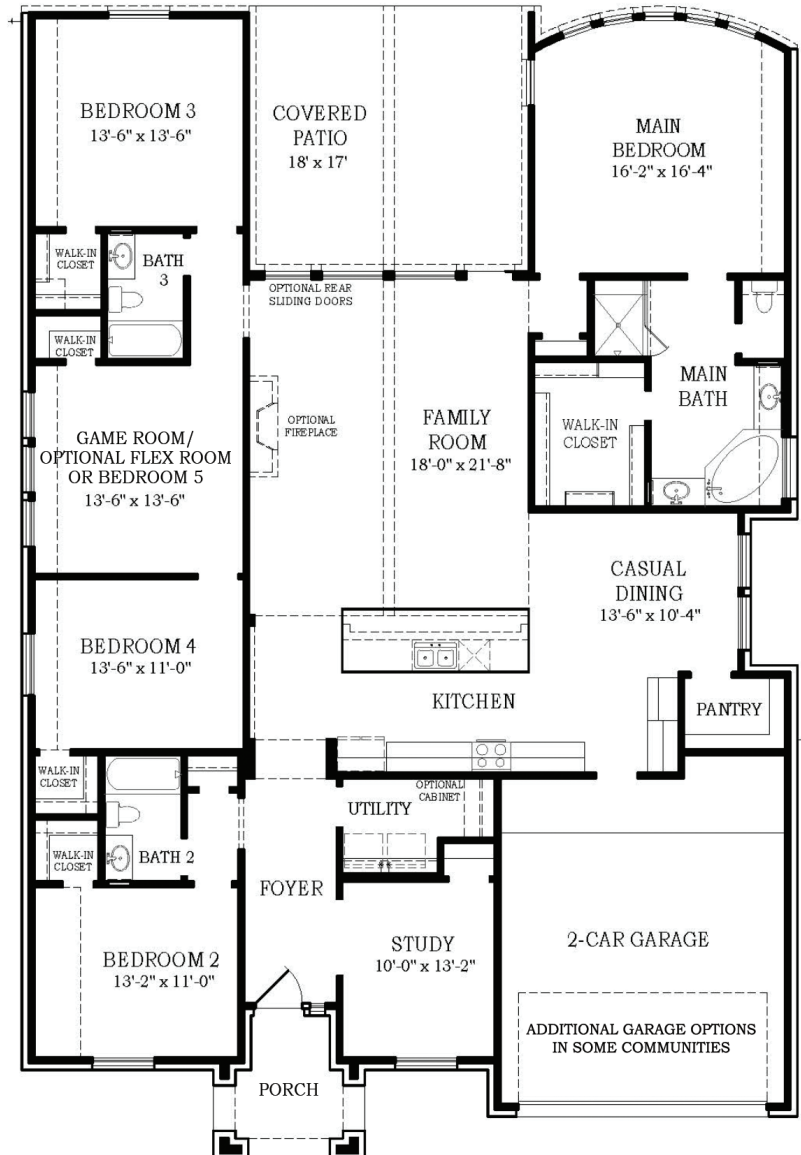 BEDROOM 3
13'-6" x 13'-6"
COVERED
PATIO
18' x 17'
MAIN
BEDROOM
16'-2" x 16'-4"
WALK-IN
CLOSET
BATH
3
OPTIONAL REAR
SLIDING DOORS
WALK-IN
CLOSET
MAIN
BATH
GAME ROOM/
OPTIONAL FLEX ROOM
OR BEDROOM 5
13'-6" x 13'-6"
OPTIONAL
FIREPLACE
FAMILY
ROOM
18'-0" x 21'-8"
WALK-IN
CLOSET
CASUAL
DINING
13'-6" x 10'-4"
BEDROOM 4
13'-6" x 11'-0"
KITCHEN
PANTRY
WALK-IN
CLOSET
OPTIONAL
CABINET
UTILITY
WALK-IN
CLOSET
BATH 2
FOYER
BEDROOM 2
13'-2" x 11'-0"
STUDY
10'-0" x 13'-2"
2-CAR GARAGE
ADDITIONAL GARAGE OPTIONS
IN SOME COMMUNITIES
PORCH